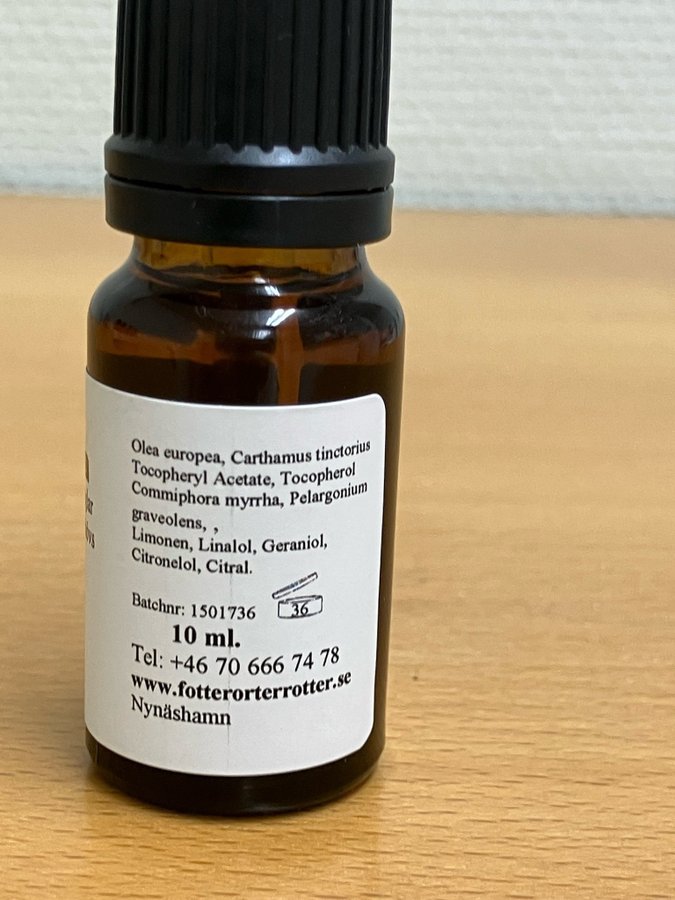 Olea europea, Carthamus tinctorius
Tocopheryl Acetate, Tocopherol
Commiphora myrrha, Pelargonium
graveolens, ,
Limonen, Linalol, Geraniol,
Citronelol, Citral.
Batchnr: 1501736
36
10 ml.
Tel: +46 70 666 74 78
www.fotterorterrotter.se
Nynäshamn